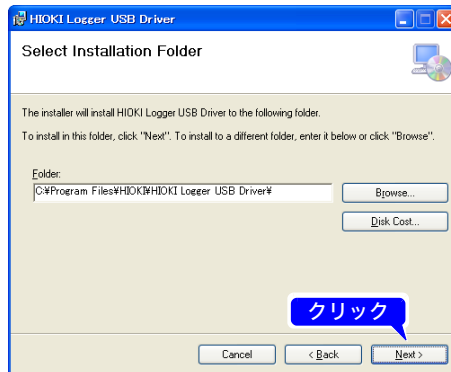 HIOKI Logger USB Driver
Select Installation Folder
The installer will install HIOKI Logger USB Driver to the following folder.
To install in this folder, click "Next". To install to a different folder, enter it below or click "Browse".
Folder:
C:¥Program Files¥HIOKI¥HIOKI Logger USB Driver¥
Browse...
Disk Cost...
クリック
Cancel
< Back
Next >